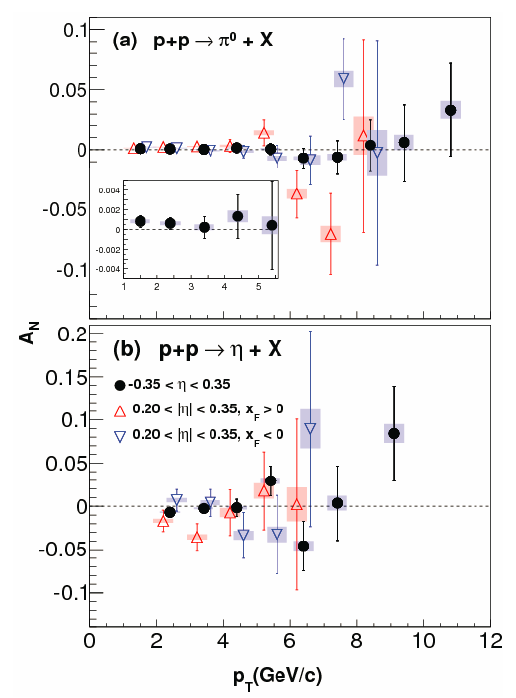 (a) p+p → π⁰ + X
0.1
0.05
0
-0.05
-0.1
0.004
0.002
0
-0.002
-0.004
1 2 3 4 5
A_N
(b) p+p → η + X
-0.35 < η < 0.35
0.20 < |η| < 0.35, x_F > 0
0.20 < |η| < 0.35, x_F < 0
0.2
0.15
0.1
0.05
0
-0.05
-0.1
0 2 4 6 8 10 12
p_T(GeV/c)